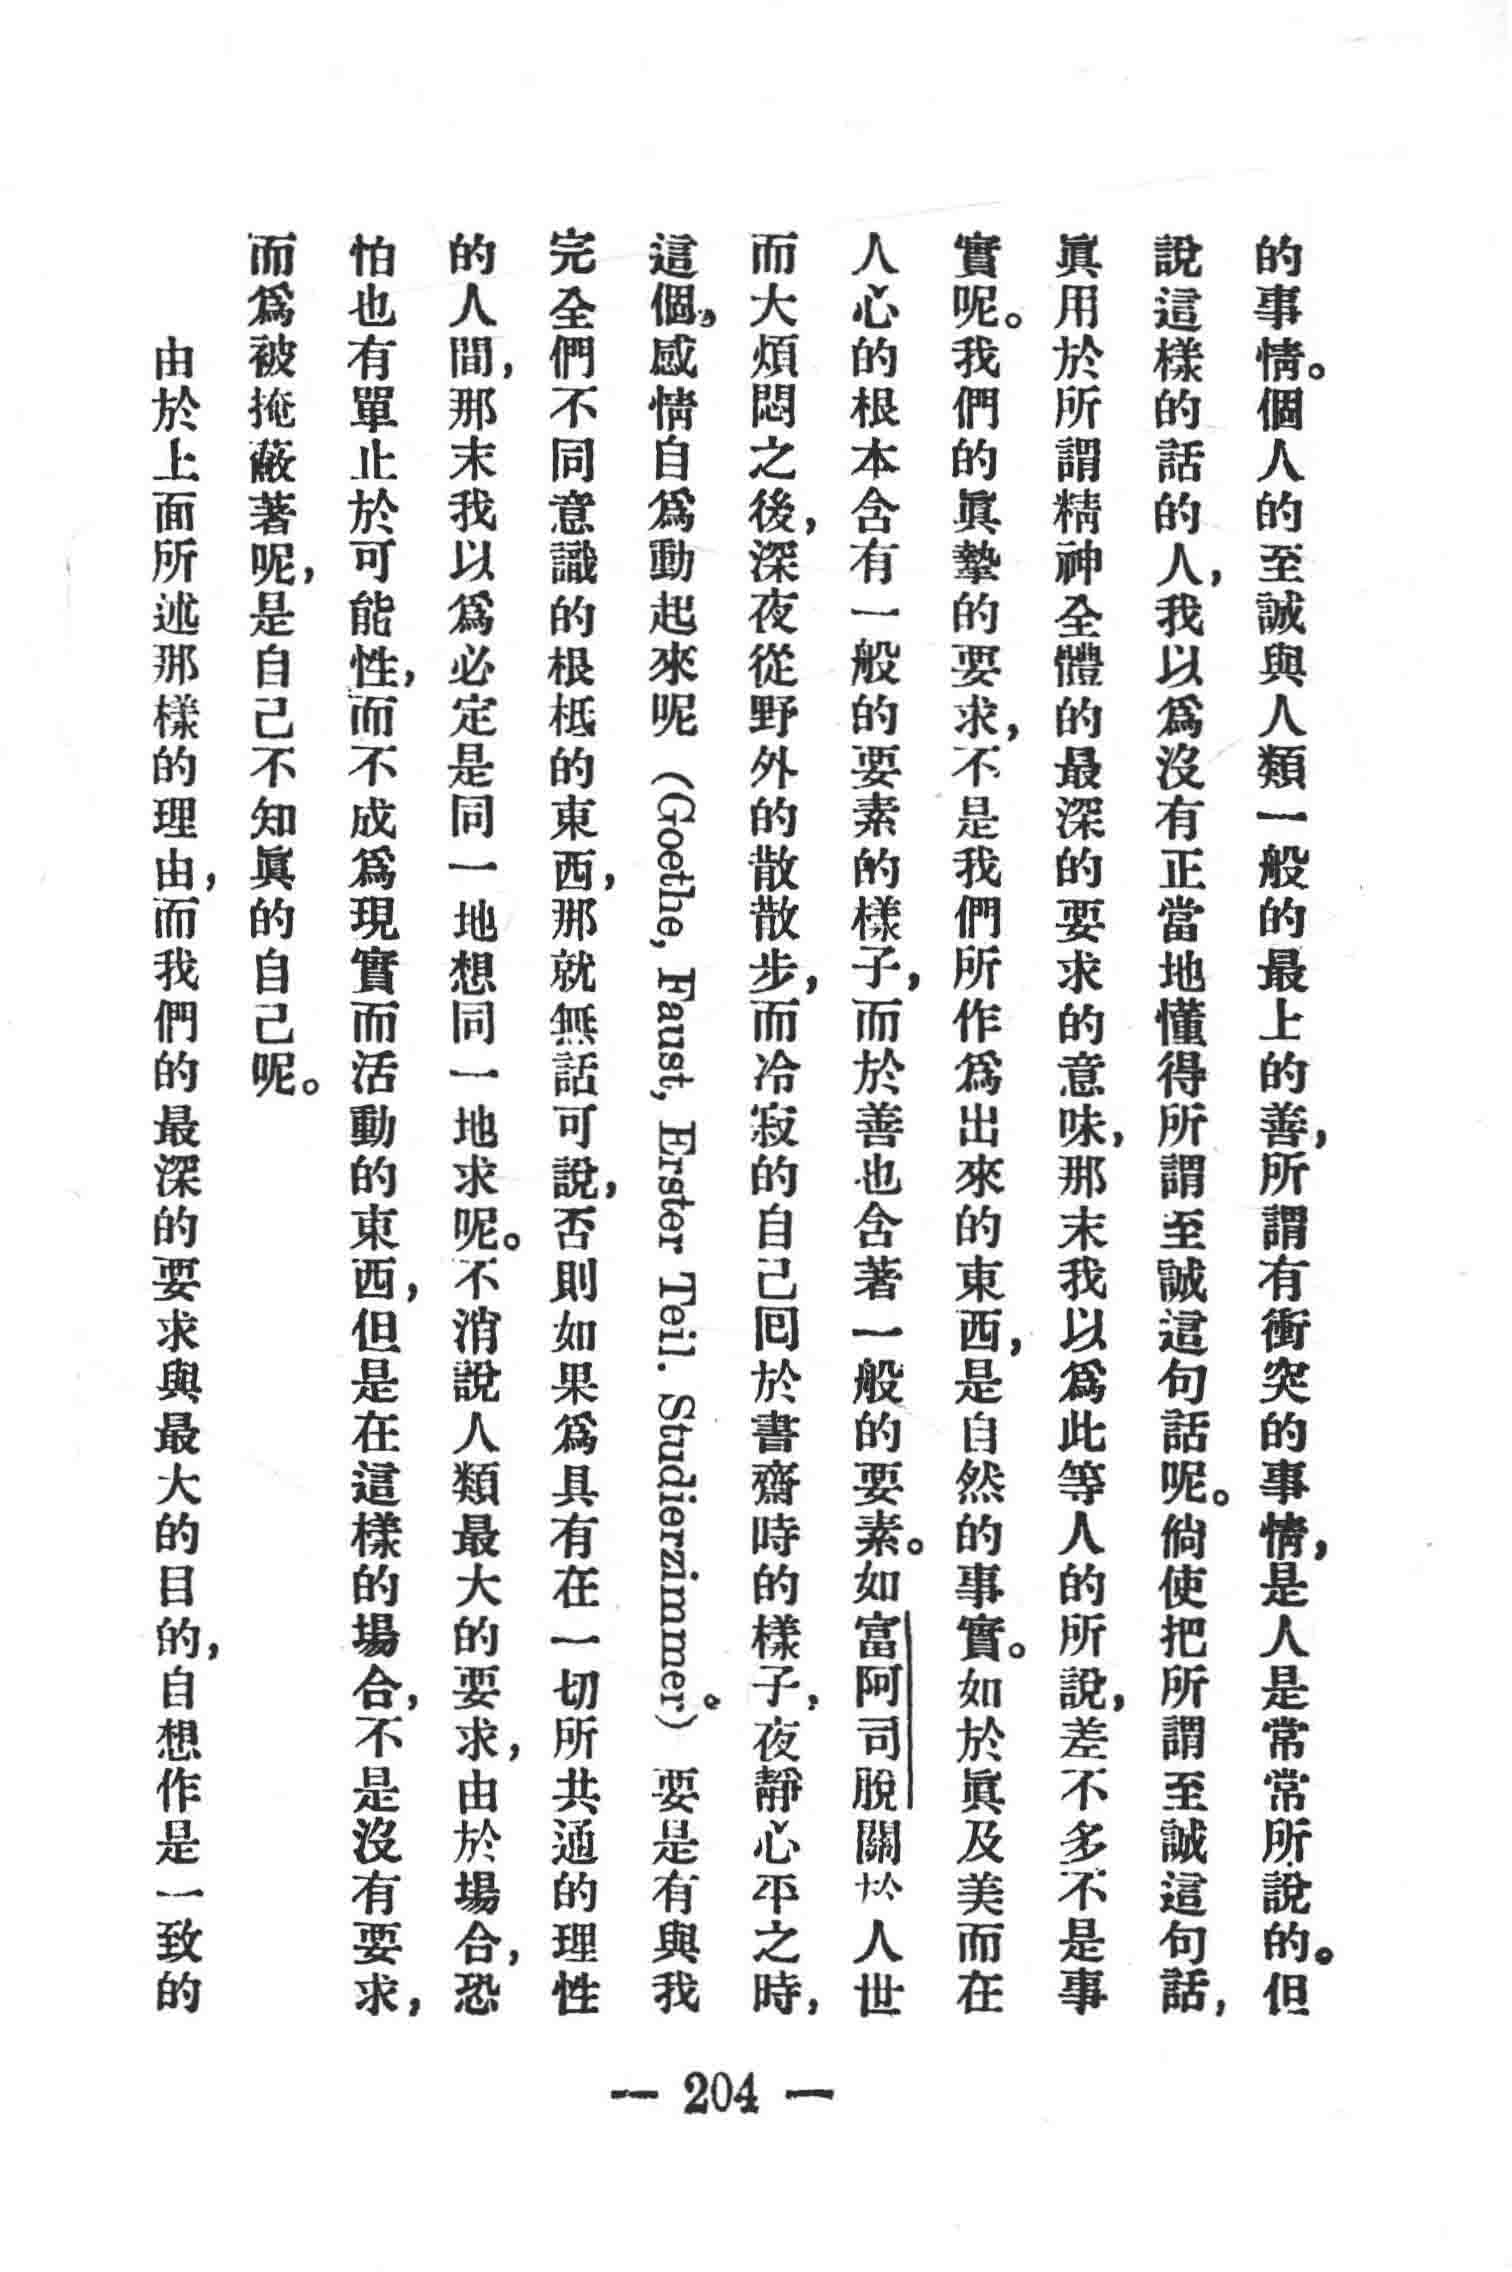 的事情。個人的至誠與人類一般的最上的善，所謂有衝突的事情，是人是常常所說的。但
說這樣的話的人，我以爲沒有正當地懂得所謂至誠這句話呢。倘使把所謂至誠這句話，
眞用於所謂精神全體的最深的要求的意味，那末我以爲此等人的所說，差不多不是事
實呢。我們的眞摯的要求，不是我們所作爲出來的東西，是自然的事實。如於眞及美而在
人心的根本含有一般的要素的樣子，而於善也含著一般的要素。如富阿司脫關於人世
而大煩悶之後，深夜從野外的散散步，而冷寂的自己囘於書齋時的樣子，夜靜心平之時，
這個。感情自爲動起來呢（Goethe, Faust, Erster Teil. Studierzimmer）。要是有與我
完全們不同意識的根柢的東西，那就無話可說，否則如果爲具有在一切所共通的理性
的人間，那末我以爲必定是同一地想同一地求呢。不消說人類最大的要求，由於場合，恐
怕也有單止於可能性，而不成爲現實而活動的東西，但是在這樣的場合，不是沒有要求，
而爲被掩蔽著呢，是自己不知眞的自己呢。
由於上面所述那樣的理由，而我們的最深的要求與最大的目的，自想作是一致的
— 204 —